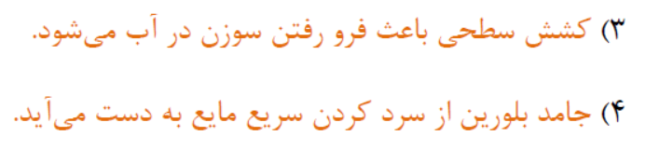 ۳) کشش سطحی باعث فرو رفتن سوزن در آب می‌شود.
۴) جامد بلورین از سرد کردن سریع مایع به دست می‌آید.